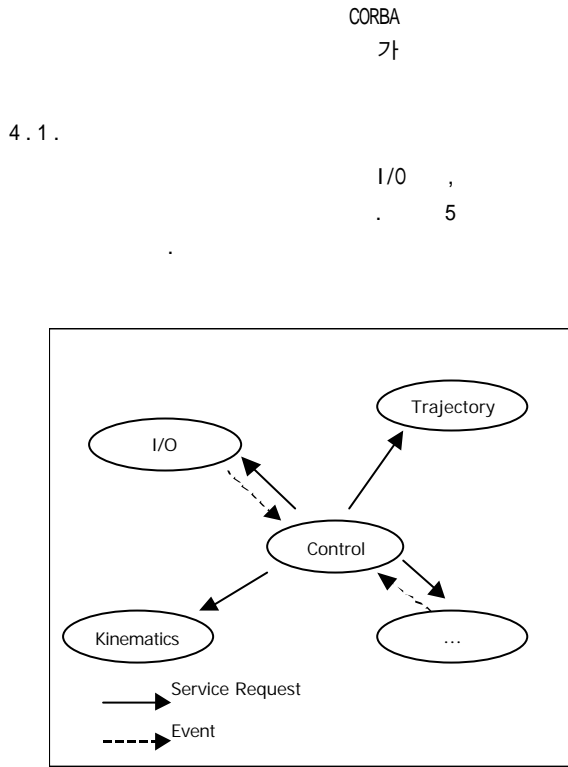 CORBA
가
4.1.
I/O ,
. 5
.
Trajectory
I/O
Control
Kinematics
...
Service Request
Event